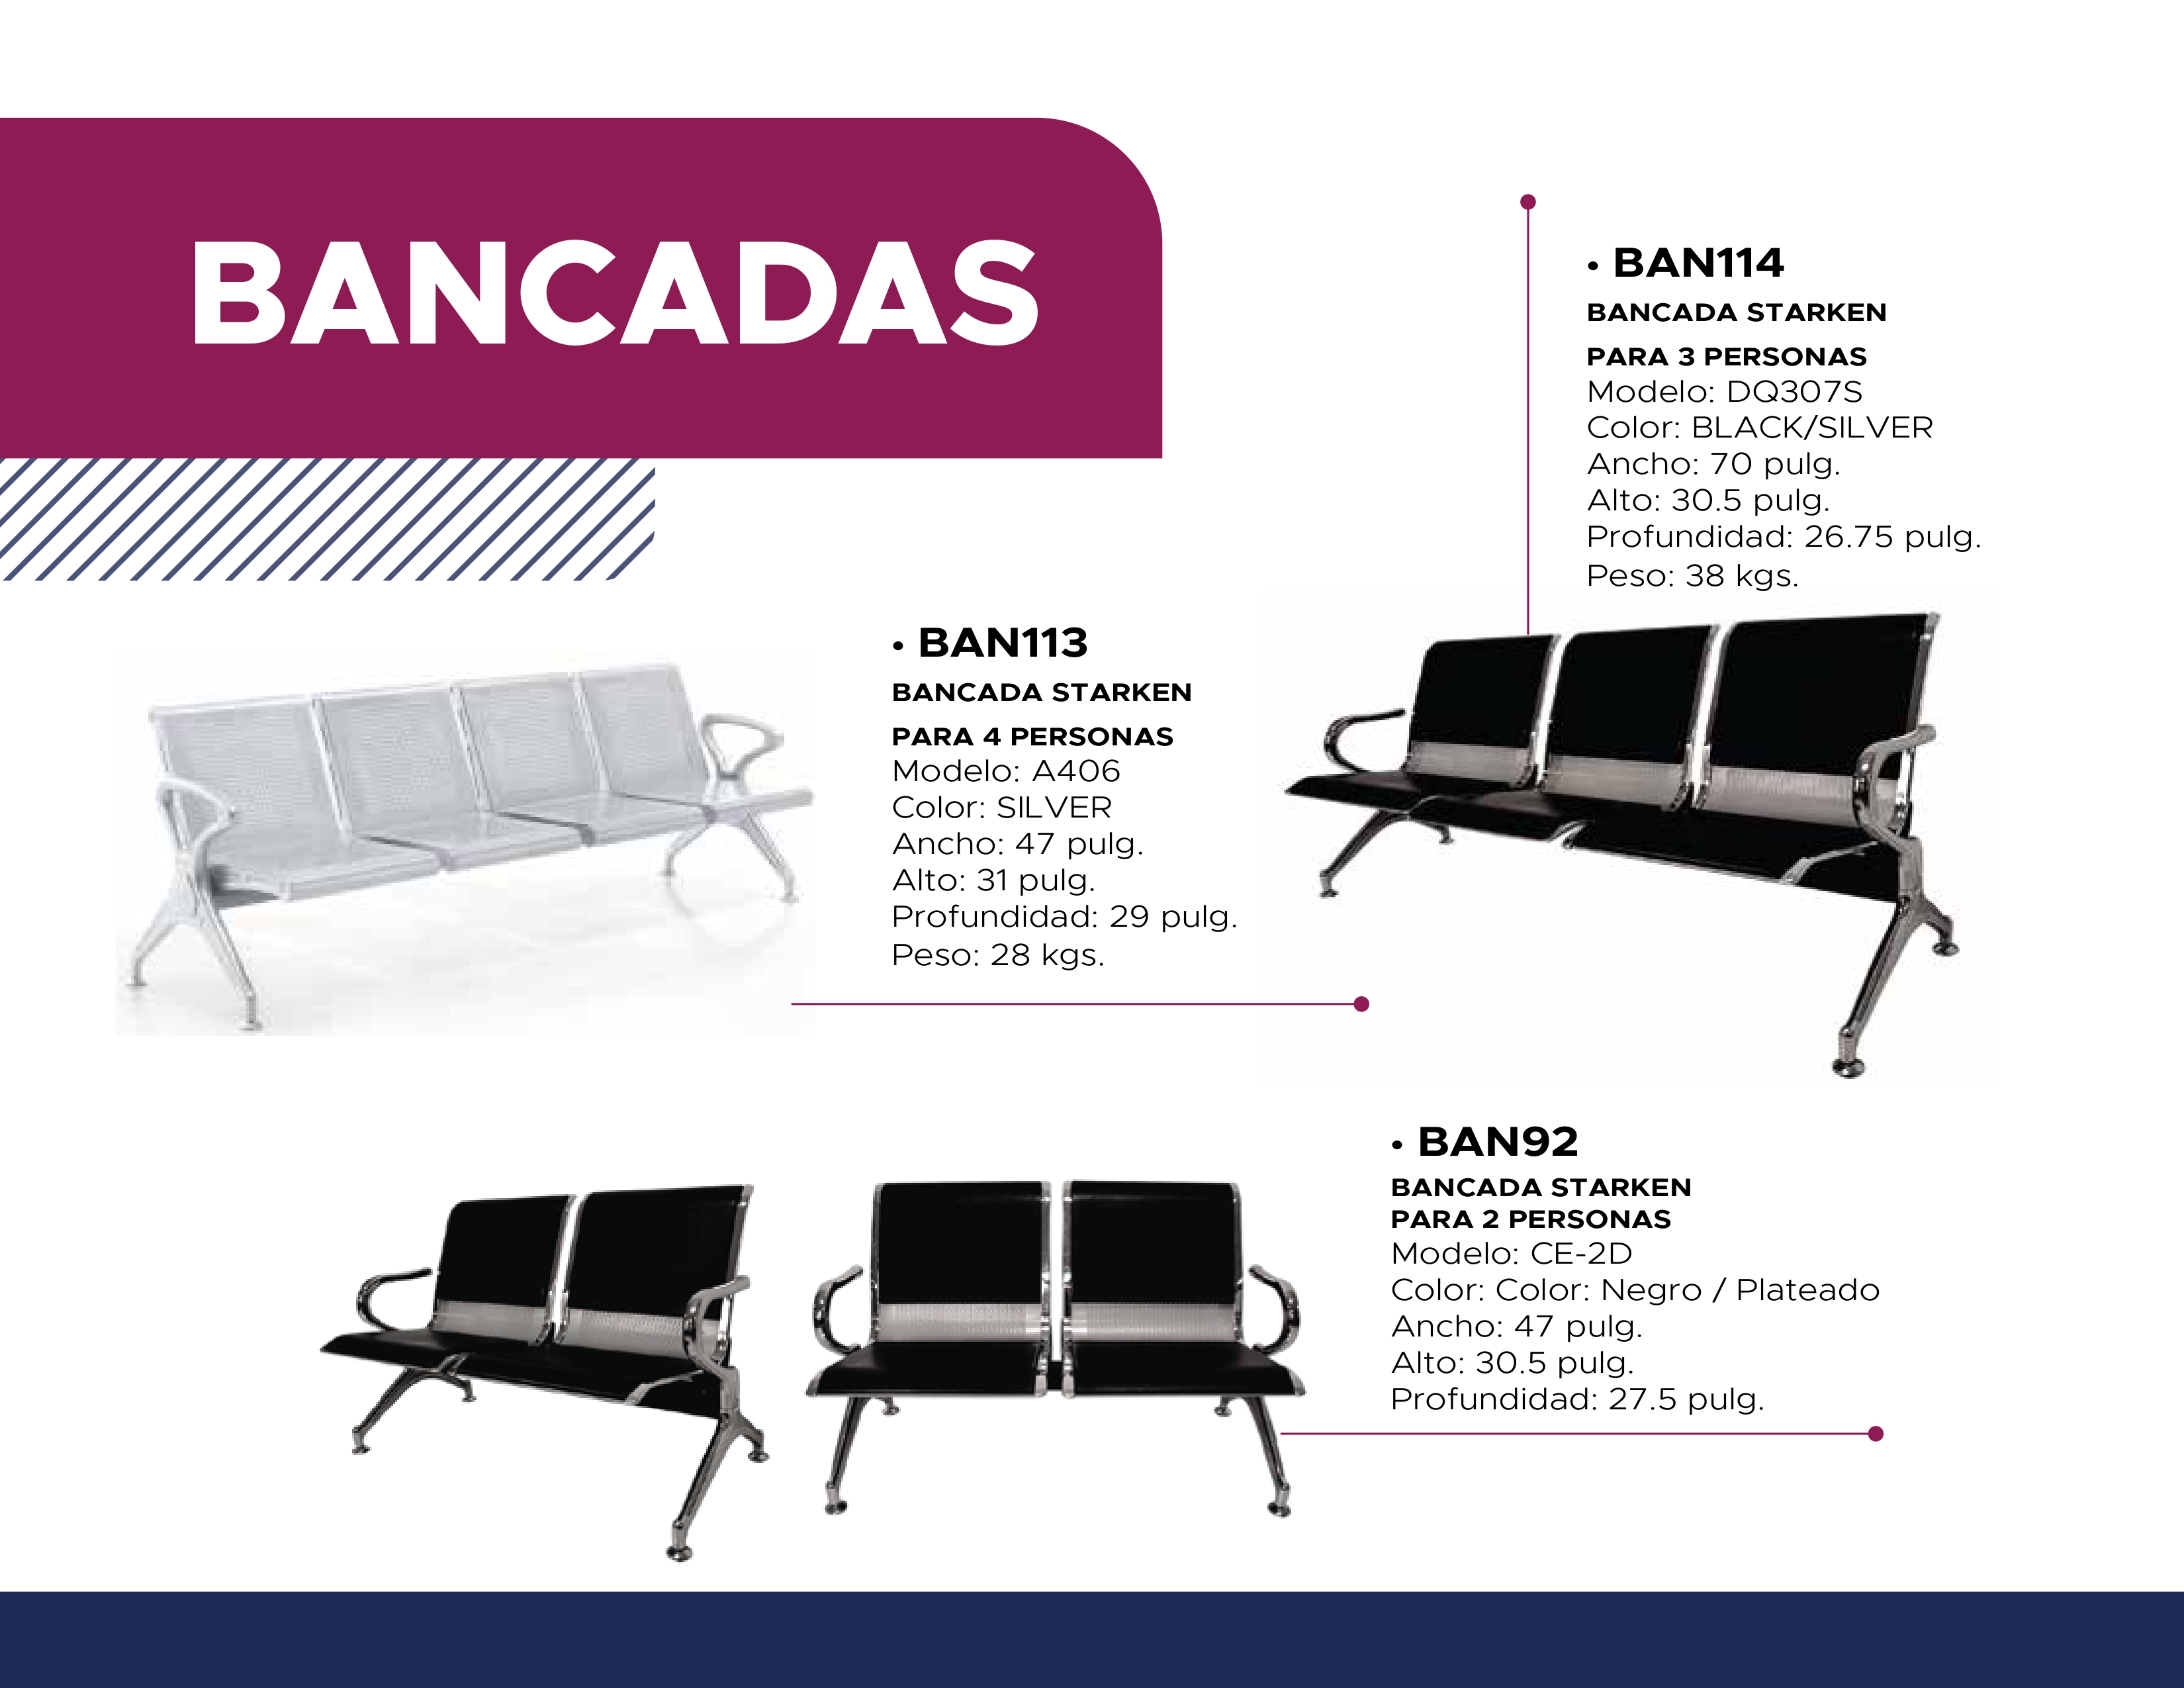 BANCADAS
• BAN114
BANCADA STARKEN
PARA 3 PERSONAS
Modelo: DQ307S
Color: BLACK/SILVER
Ancho: 70 pulg.
Alto: 30.5 pulg.
Profundidad: 26.75 pulg.
Peso: 38 kgs.
• BAN113
BANCADA STARKEN
PARA 4 PERSONAS
Modelo: A406
Color: SILVER
Ancho: 47 pulg.
Alto: 31 pulg.
Profundidad: 29 pulg.
Peso: 28 kgs.
• BAN92
BANCADA STARKEN
PARA 2 PERSONAS
Modelo: CE-2D
Color: Color: Negro / Plateado
Ancho: 47 pulg.
Alto: 30.5 pulg.
Profundidad: 27.5 pulg.